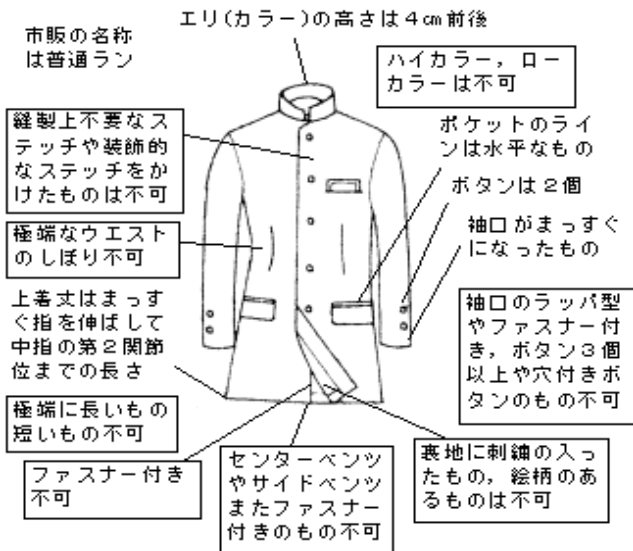 エリ(カラー)の高さは４㎝前後
市販の名称
は普通ラン
ハイカラー，ロー
カラーは不可
縫製上不要なス
テッチや装飾的
なステッチをか
けたものは不可
ポケットのライ
ンは水平なもの
ボタンは２個
極端なウエスト
のしぼり不可
袖口がまっすぐ
になったもの
上着丈はまっす
ぐ指を伸ばして
中指の第２関節
位までの長さ
袖口のラッパ型
やファスナー付
き，ボタン３個
以上や穴付きボ
タンのもの不可
極端に長いもの
短いもの不可
ファスナー付き
不可
センターベンツ
やサイドベンツ
またファスナー
付きのもの不可
裏地に刺繍の入っ
たもの，絵柄のあ
るものは不可